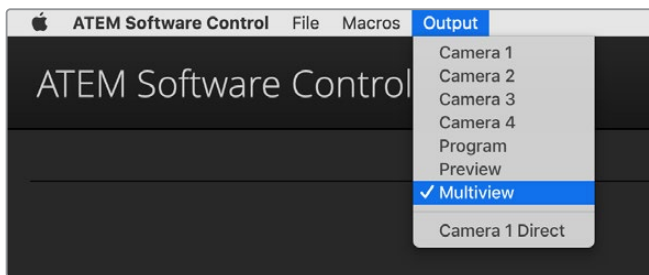 ATEM Software Control File Macros Output
ATEM Software Control
Camera 1
Camera 2
Camera 3
Camera 4
Program
Preview
✓ Multiview
Camera 1 Direct